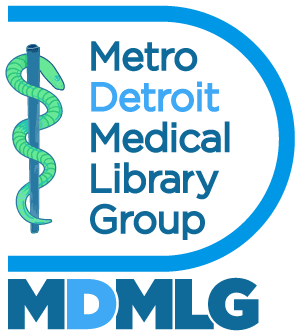 Metro
Detroit
Medical
Library
Group
MDMLG